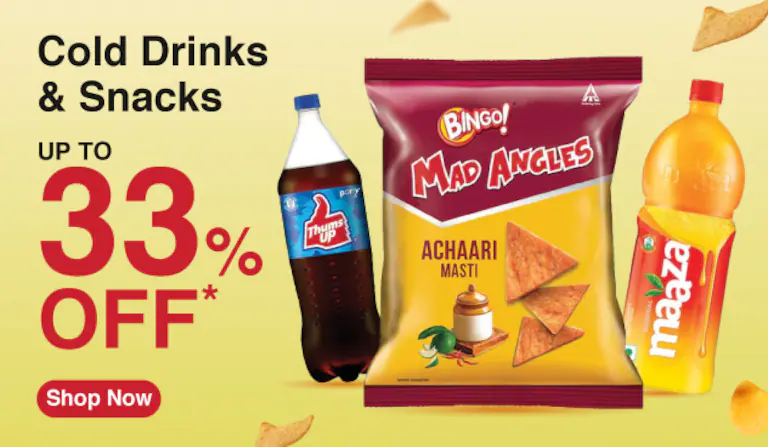 Cold Drinks
& Snacks
UP TO
33%
OFF*
Shop Now
Thums
UP
BINGO!
MAD ANGLES
ACHAARI
MASTI
maaza